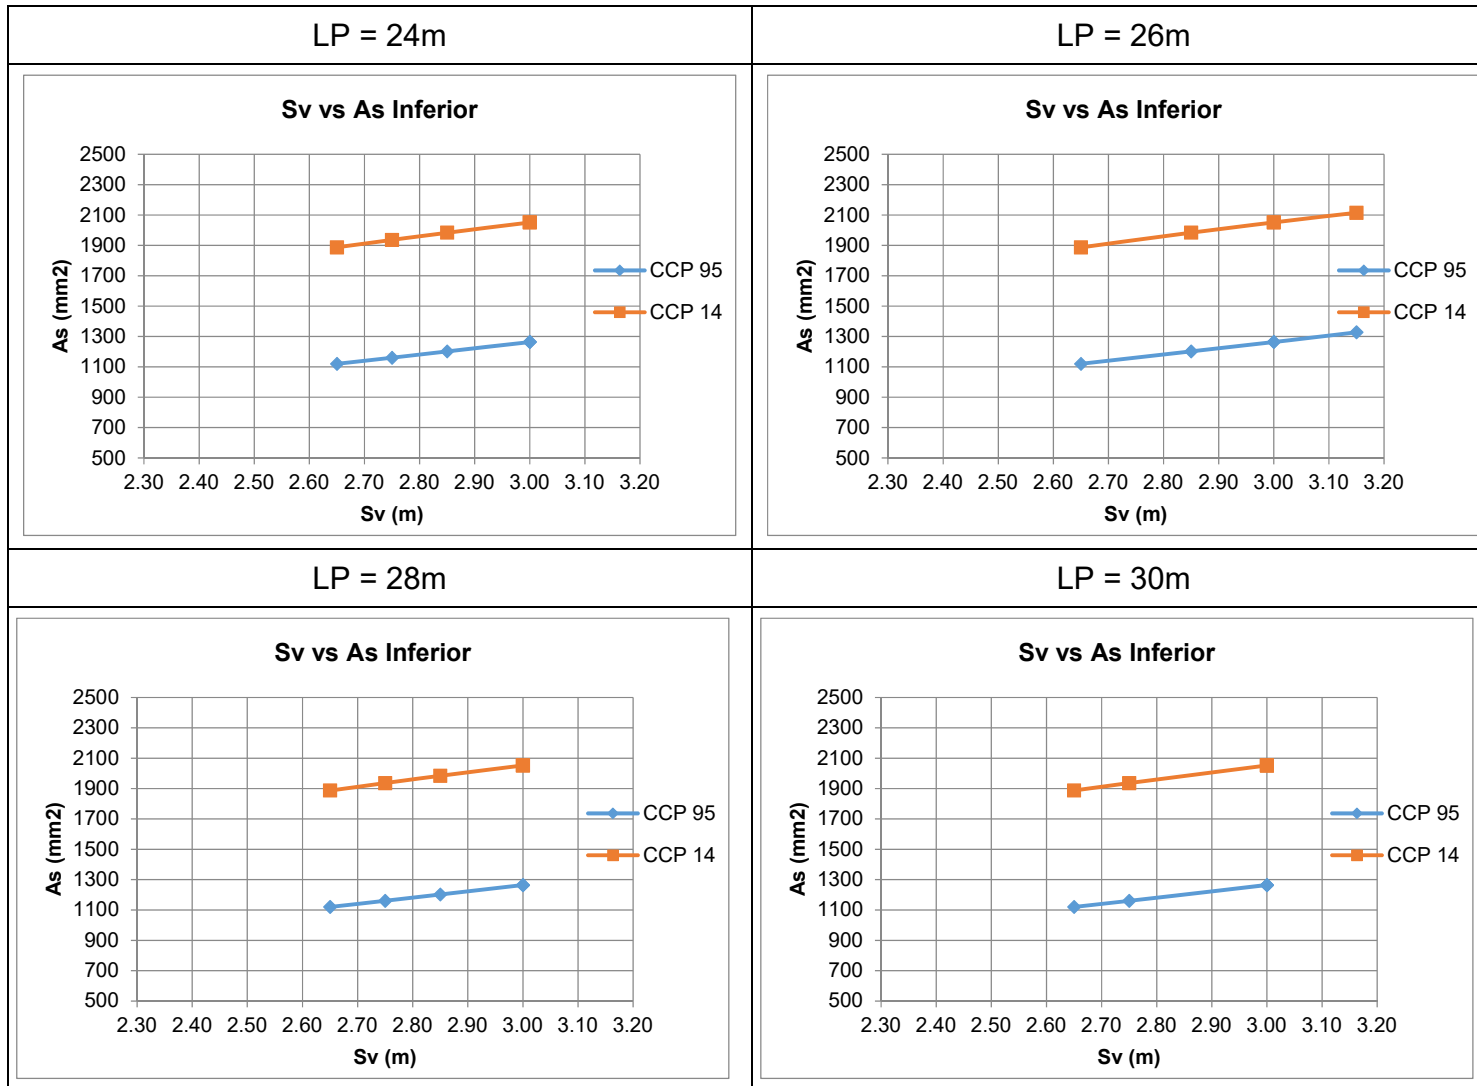 LP = 24m
LP = 26m
Sv vs As Inferior
2500
2300
2100
1900
1700
1500
1300
1100
900
700
500
As (mm2)
2.30 2.40 2.50 2.60 2.70 2.80 2.90 3.00 3.10 3.20
Sv (m)
CCP 95
CCP 14
Sv vs As Inferior
2500
2300
2100
1900
1700
1500
1300
1100
900
700
500
As (mm2)
2.30 2.40 2.50 2.60 2.70 2.80 2.90 3.00 3.10 3.20
Sv (m)
CCP 95
CCP 14
LP = 28m
LP = 30m
Sv vs As Inferior
2500
2300
2100
1900
1700
1500
1300
1100
900
700
500
As (mm2)
2.30 2.40 2.50 2.60 2.70 2.80 2.90 3.00 3.10 3.20
Sv (m)
CCP 95
CCP 14
Sv vs As Inferior
2500
2300
2100
1900
1700
1500
1300
1100
900
700
500
As (mm2)
2.30 2.40 2.50 2.60 2.70 2.80 2.90 3.00 3.10 3.20
Sv (m)
CCP 95
CCP 14